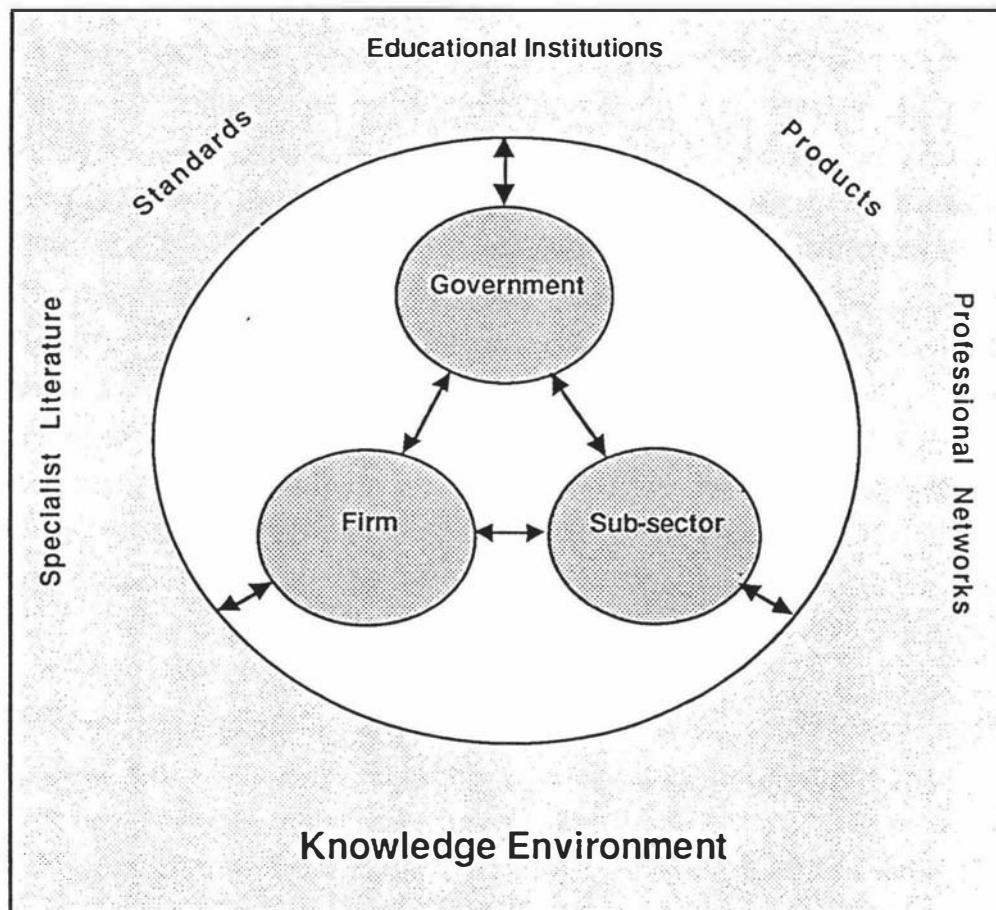 Educational Institutions
Standards
Products
Specialist Literature
Professional Networks
Government
Firm
Sub-sector
Knowledge Environment